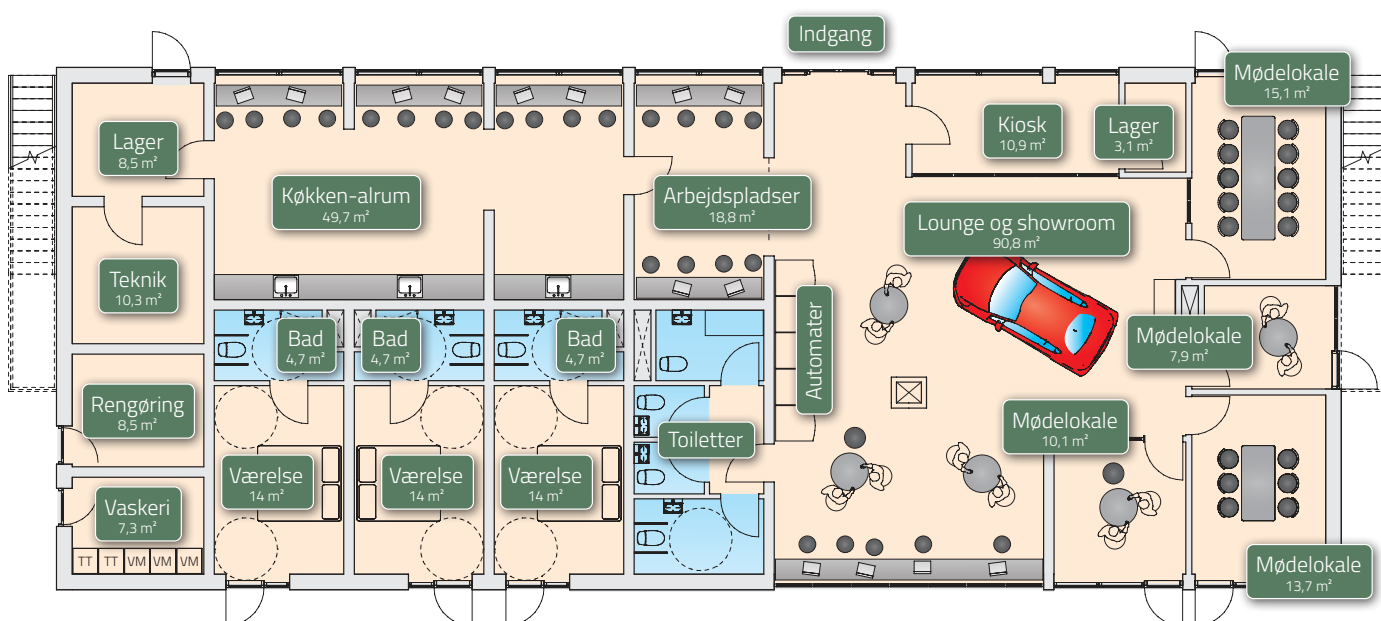 Indgang
Mødelokale
15,1 m²
Lager
8,5 m²
Kiosk
10,9 m²
Lager
3,1 m²
Køkken-alrum
49,7 m²
Arbejdspladser
18,8 m²
Lounge og showroom
90,8 m²
Teknik
10,3 m²
Bad
4,7 m²
Bad
4,7 m²
Bad
4,7 m²
Automater
Mødelokale
7,9 m²
Rengøring
8,5 m²
Toiletter
Mødelokale
10,1 m²
Værelse
14 m²
Værelse
14 m²
Værelse
14 m²
Vaskeri
7,3 m²
TT TT VM VM VM
Mødelokale
13,7 m²